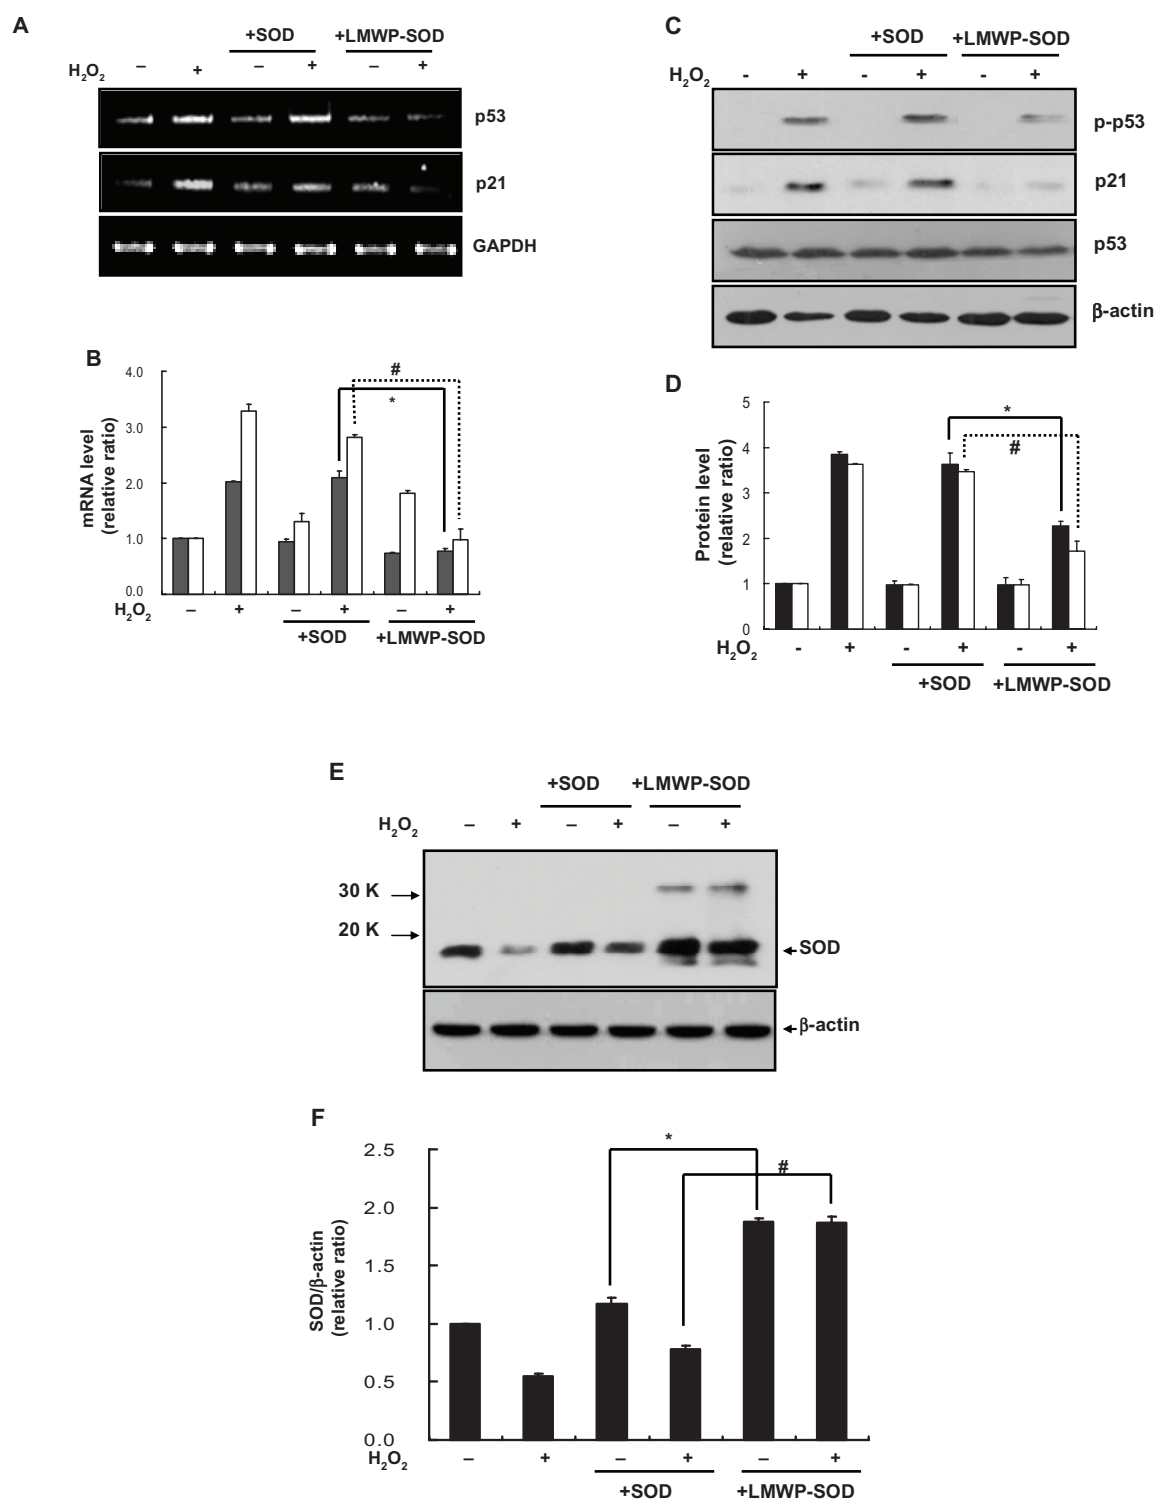 A
+SOD +LMWP-SOD
H2O2 – + – + – +
p53
p21
GAPDH
B
4.0
3.0
2.0
1.0
0.0
mRNA level
(relative ratio)
#
*
H2O2 – + – + – +
+SOD +LMWP-SOD
C
+SOD +LMWP-SOD
H2O2 - + - + - +
p-p53
p21
p53
β-actin
D
5
4
3
2
1
0
Protein level
(relative ratio)
*
#
H2O2 - + - + - +
+SOD +LMWP-SOD
E
+SOD +LMWP-SOD
H2O2 – + – + – +
30 K
20 K
SOD
β-actin
F
2.5
2.0
1.5
1.0
0.5
0.0
SOD/β-actin
(relative ratio)
*
#
H2O2 – + – + – +
+SOD +LMWP-SOD